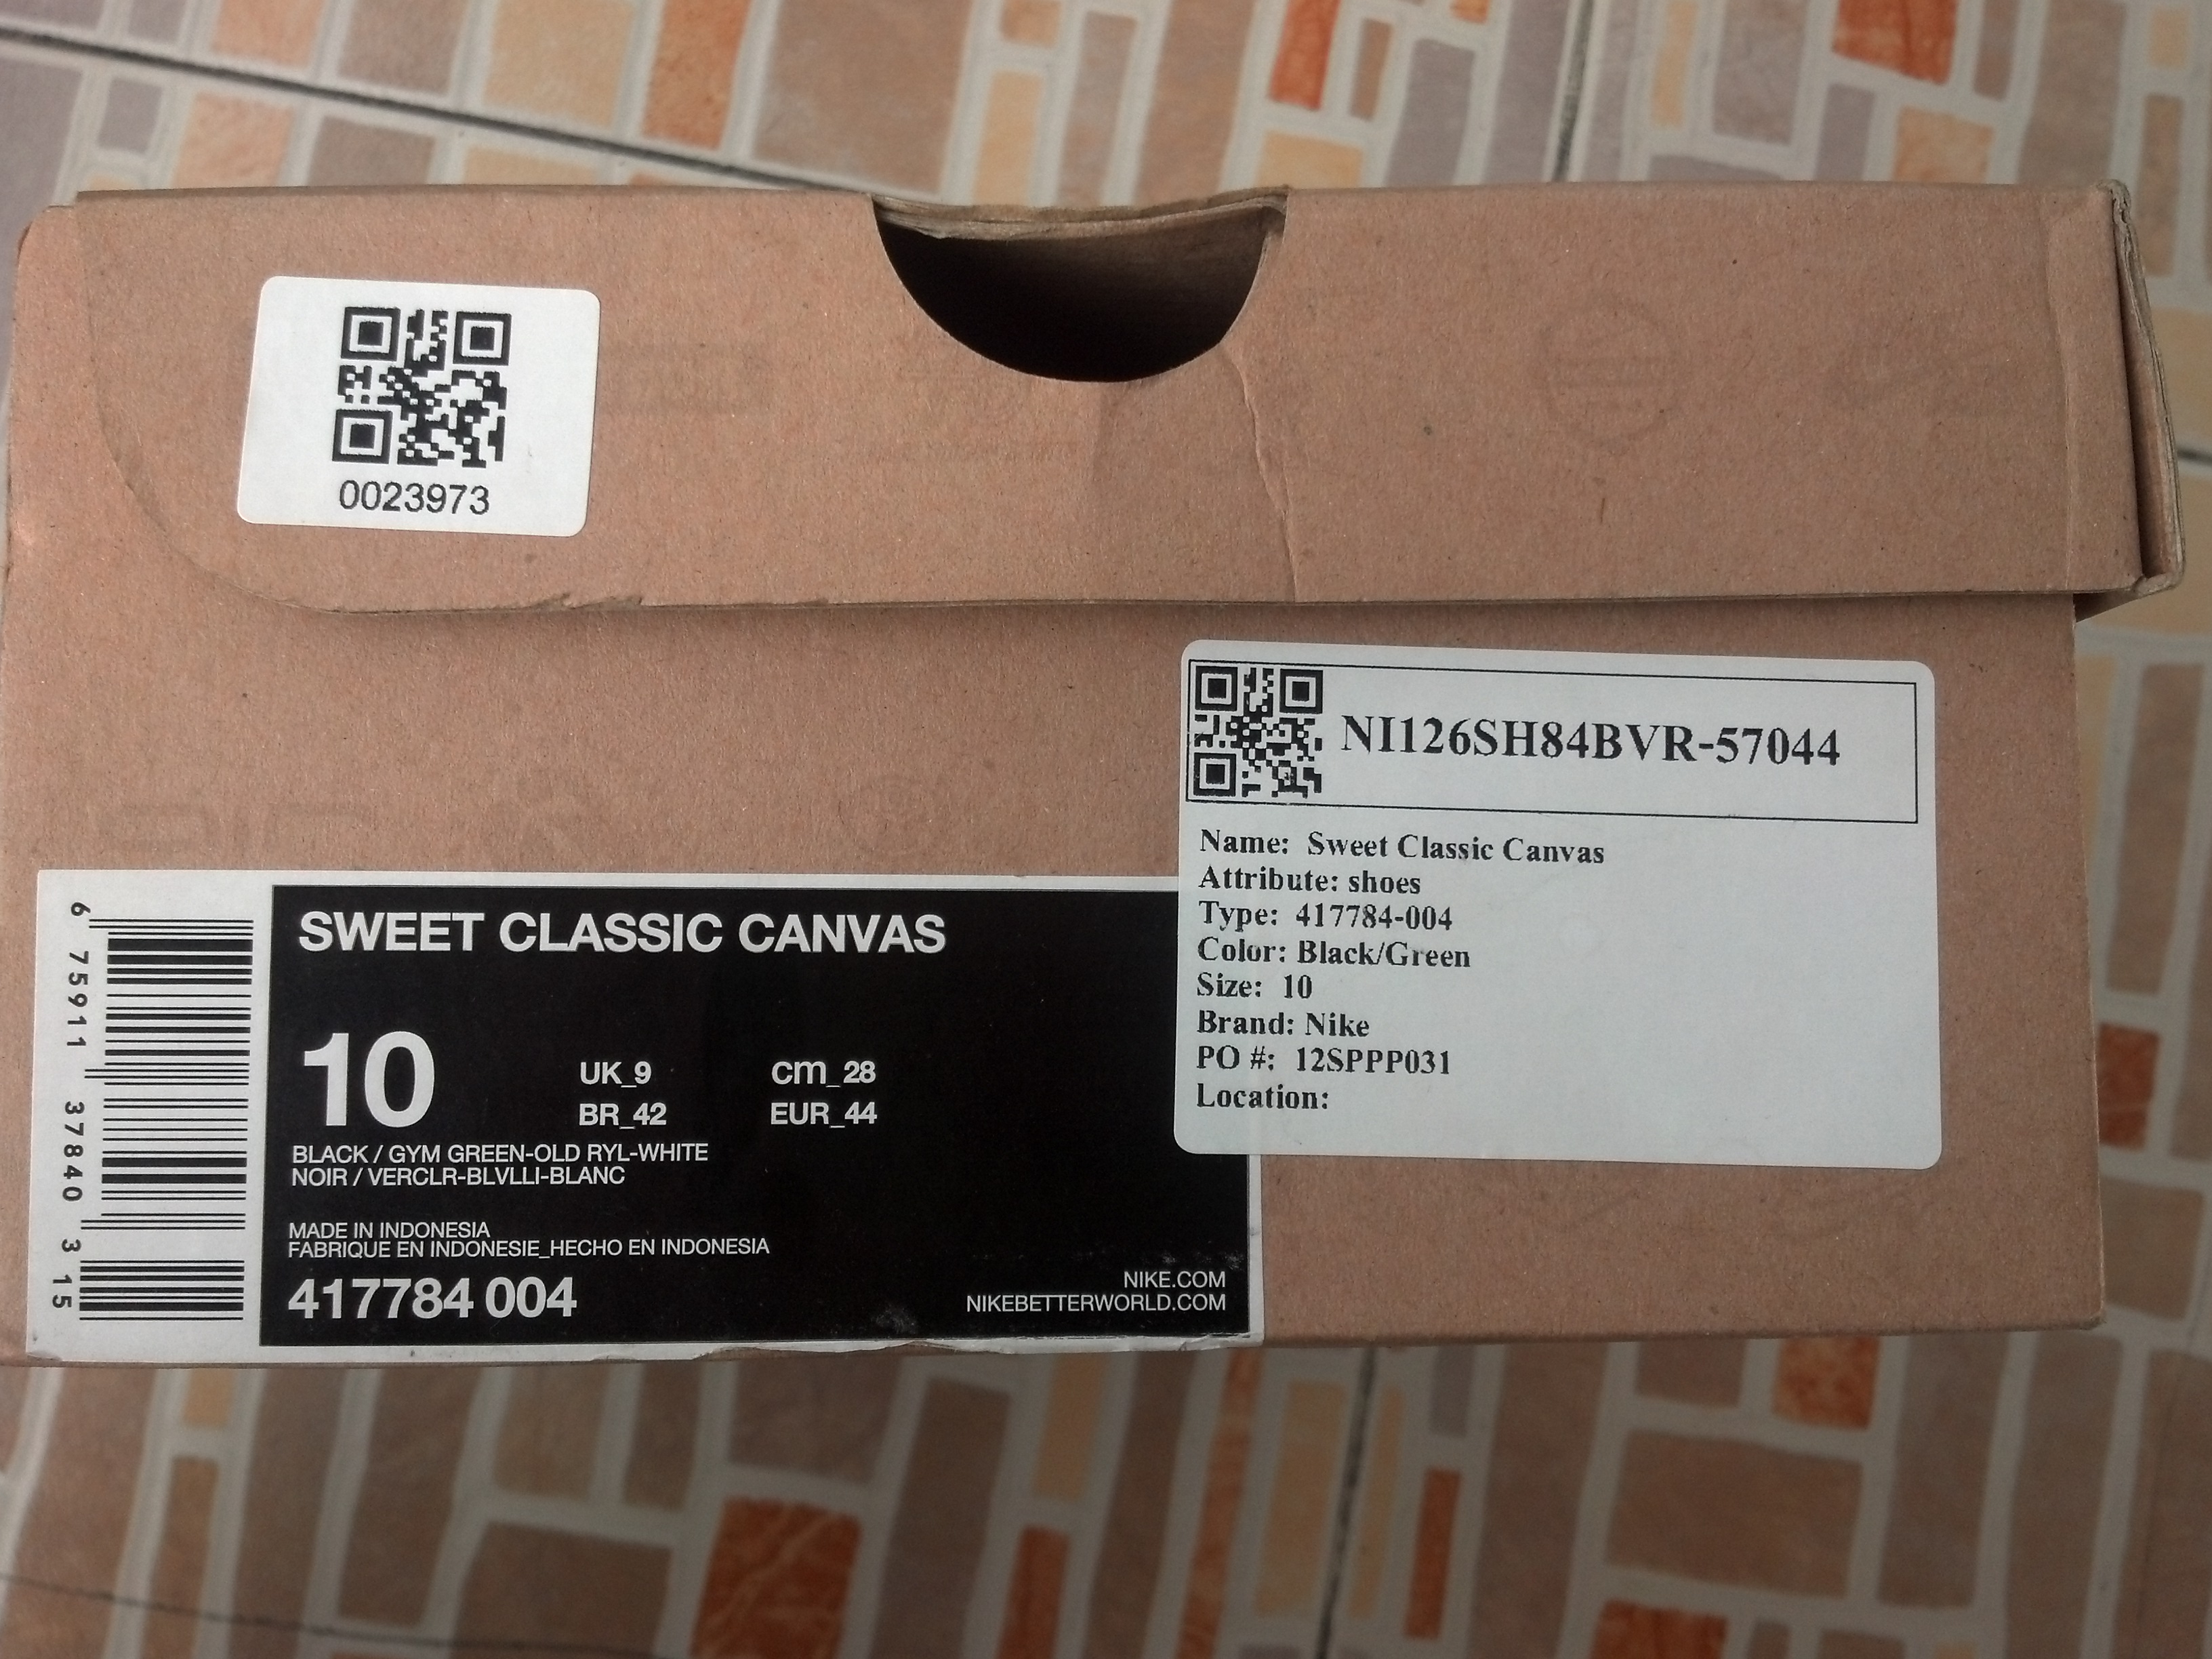 0023973
NI126SH84BVR-57044
Name: Sweet Classic Canvas
Attribute: shoes
Type: 417784-004
Color: Black/Green
Size: 10
Brand: Nike
PO #: 12SPPP031
Location:
6 75911 37840 3 15
SWEET CLASSIC CANVAS
10
UK_9 cm_28
BR_42 EUR_44
BLACK / GYM GREEN-OLD RYL-WHITE
NOIR / VERCLR-BLVLLI-BLANC
MADE IN INDONESIA
FABRIQUE EN INDONESIE_HECHO EN INDONESIA
417784 004
NIKE.COM
NIKEBETTERWORLD.COM